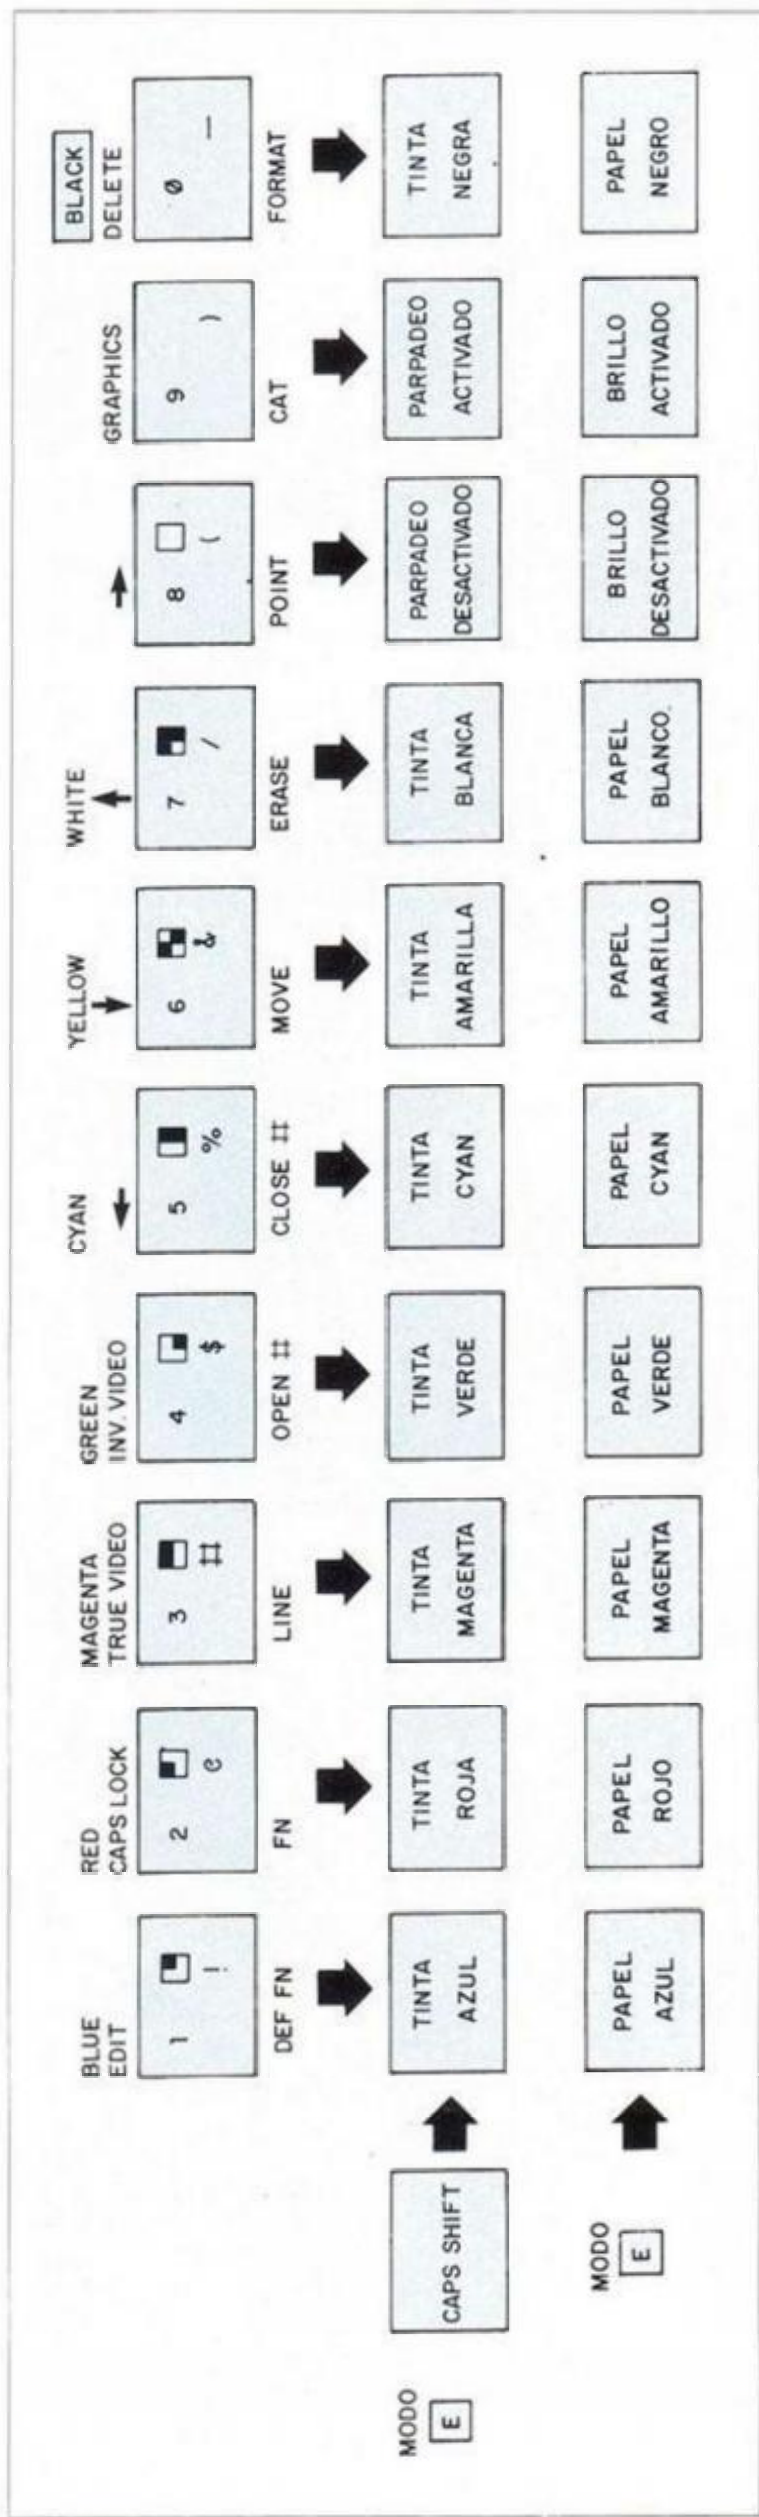 BLUE
EDIT
1
!
DEF FN
RED
CAPS LOCK
2
@
FN
MAGENTA
TRUE VIDEO
3
#
LINE
GREEN
INV. VIDEO
4
$
OPEN #
CYAN
5
%
CLOSE #
YELLOW
6
&
MOVE
WHITE
7
/
ERASE
8
(
POINT
GRAPHICS
9
)
CAT
BLACK
DELETE
0
_
FORMAT
MODO
E
CAPS SHIFT
TINTA
AZUL
TINTA
ROJA
TINTA
MAGENTA
TINTA
VERDE
TINTA
CYAN
TINTA
AMARILLA
TINTA
BLANCA
PARPADEO
DESACTIVADO
PARPADEO
ACTIVADO
TINTA
NEGRA
MODO
E
PAPEL
AZUL
PAPEL
ROJO
PAPEL
MAGENTA
PAPEL
VERDE
PAPEL
CYAN
PAPEL
AMARILLO
PAPEL
BLANCO
BRILLO
DESACTIVADO
BRILLO
ACTIVADO
PAPEL
NEGRO